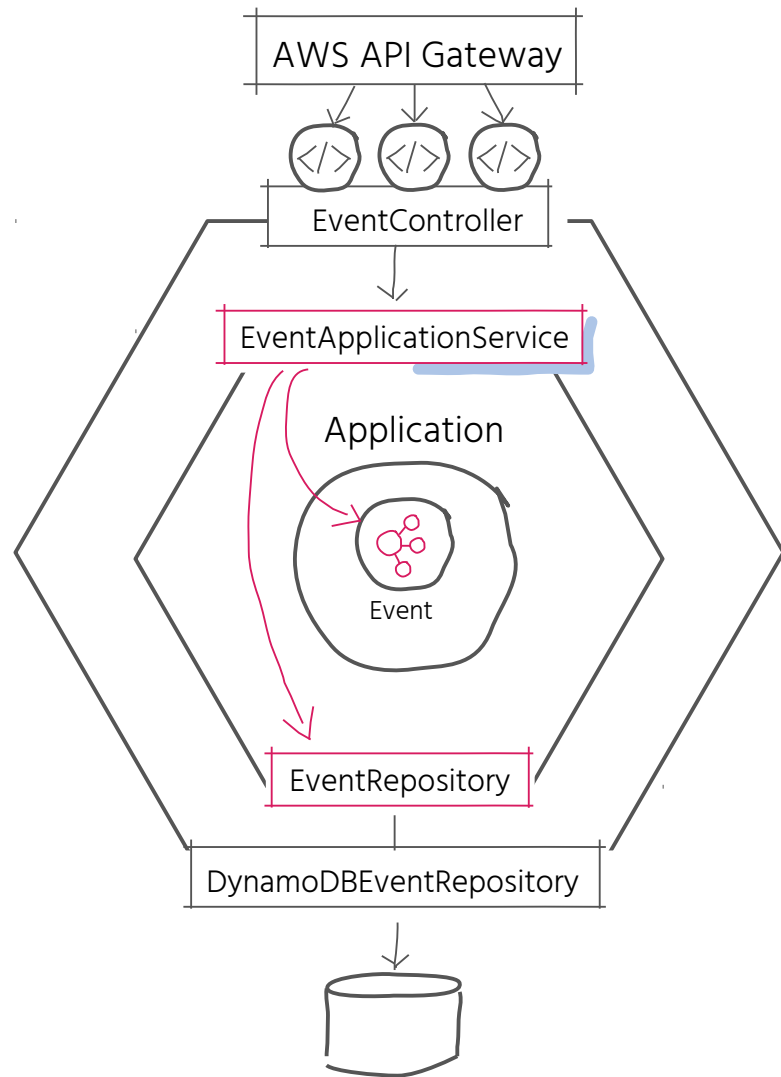 AWS API Gateway
</> </> </>
EventController
EventApplicationService
Application
Event
EventRepository
DynamoDBEventRepository